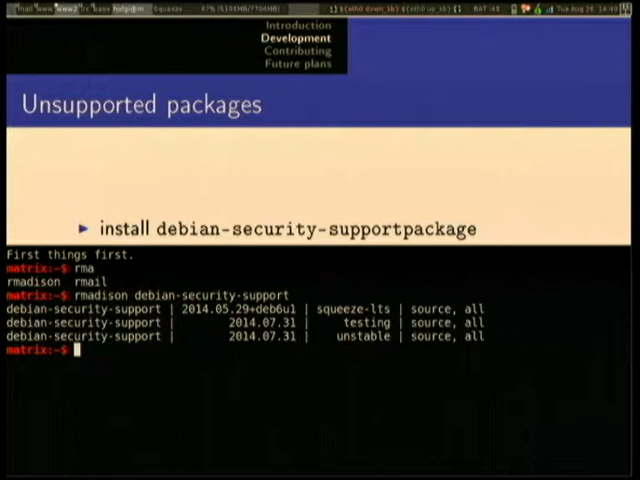 Introduction
Development
Contributing
Future plans
Unsupported packages
install debian-security-supportpackage
First things first.
matrix:~$ rma
rmadison rmail
matrix:~$ rmadison debian-security-support
debian-security-support | 2014.05.29+deb6u1 | squeeze-lts | source, all
debian-security-support | 2014.07.31 | testing | source, all
debian-security-support | 2014.07.31 | unstable | source, all
matrix:~$